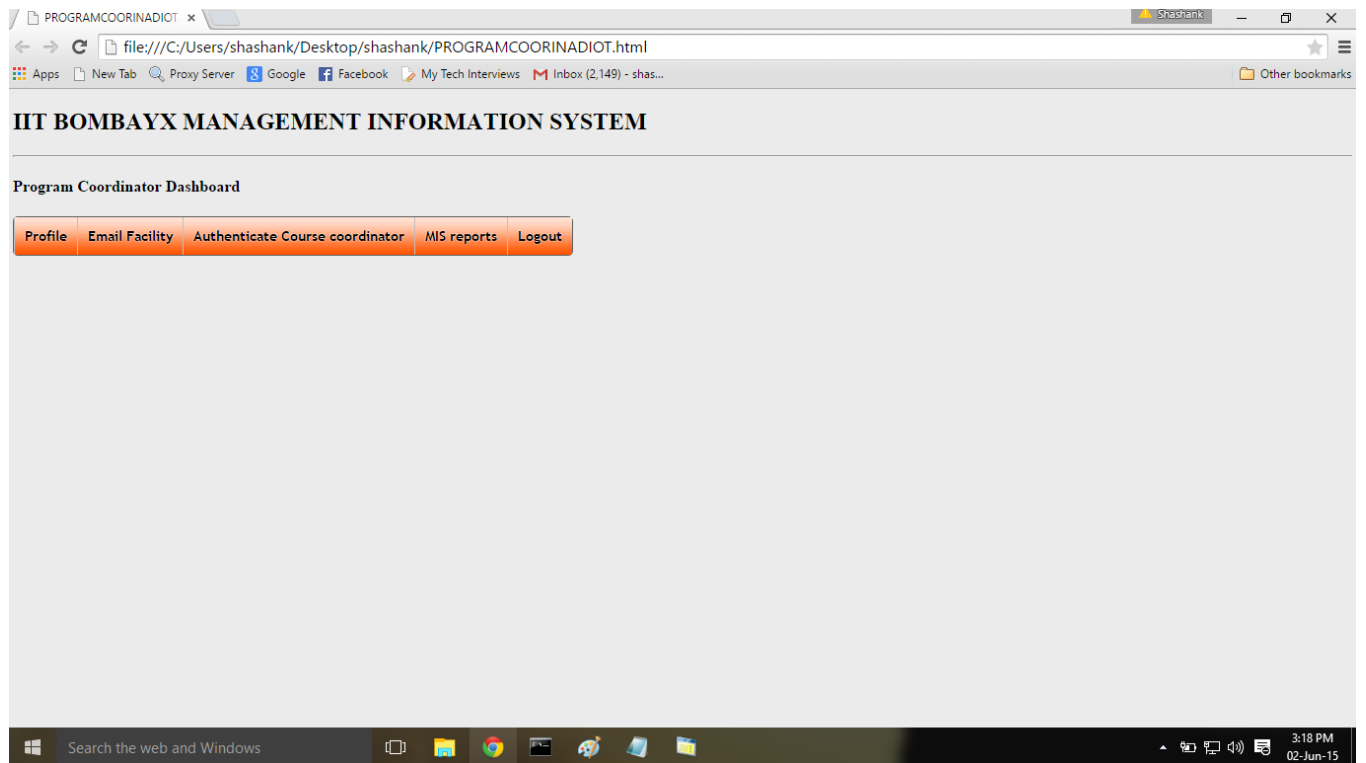 PROGRAMCOORINADIOT.
Shashank
file:///C:/Users/shashank/Desktop/shashank/PROGRAMCOORINADIOT.html
Apps New Tab Proxy Server Google Facebook My Tech Interviews Inbox (2,149) - shas... Other bookmarks
IIT BOMBAYX MANAGEMENT INFORMATION SYSTEM
Program Coordinator Dashboard
Profile Email Facility Authenticate Course coordinator MIS reports Logout
Search the web and Windows
3:18 PM
02-Jun-15